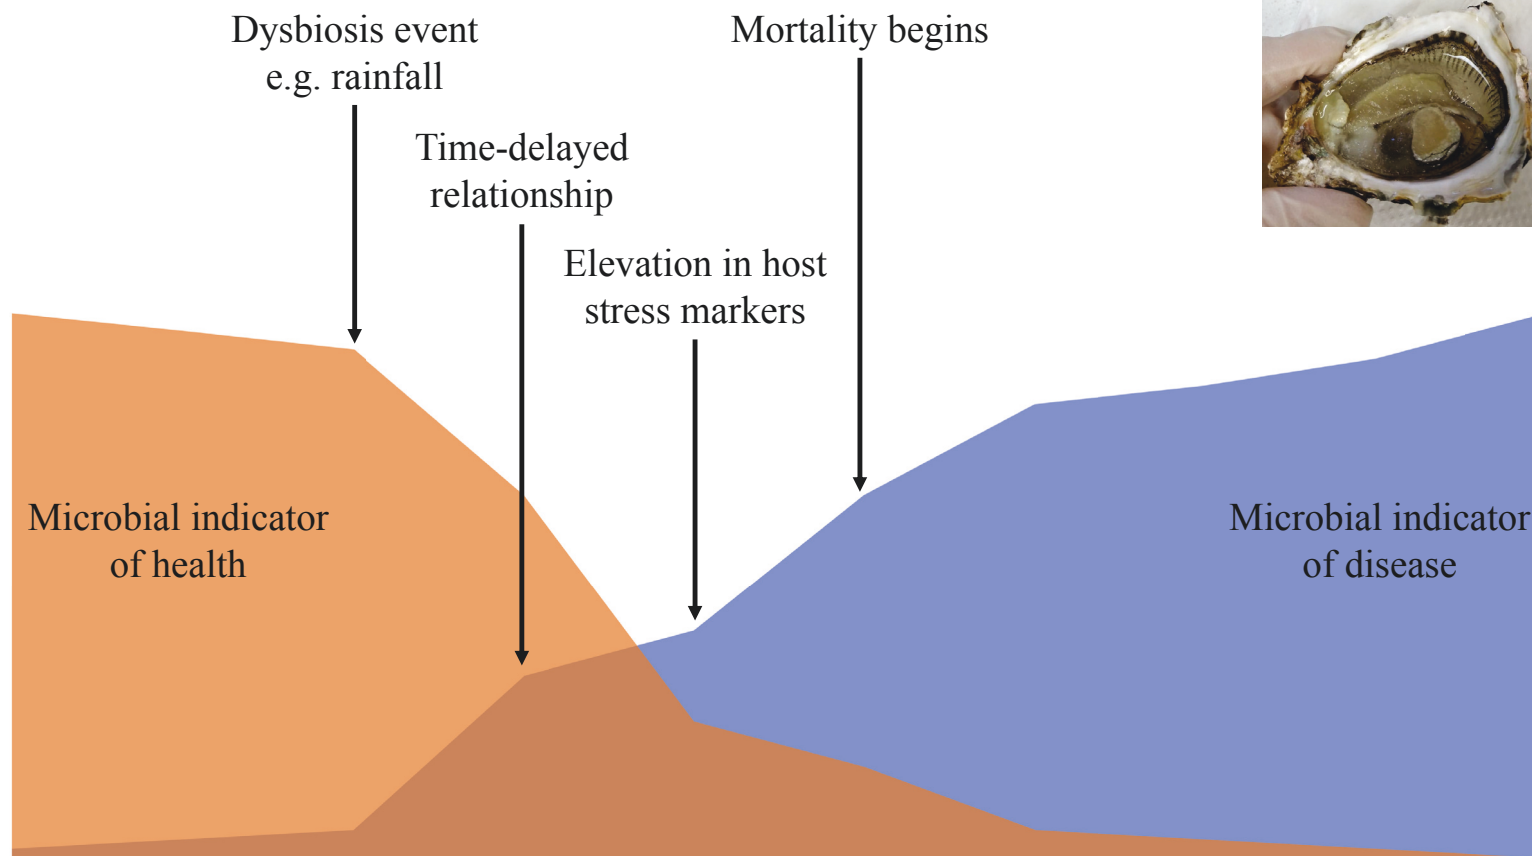 Dysbiosis event
e.g. rainfall
Mortality begins
Time-delayed
relationship
Elevation in host
stress markers
Microbial indicator
of health
Microbial indicator
of disease